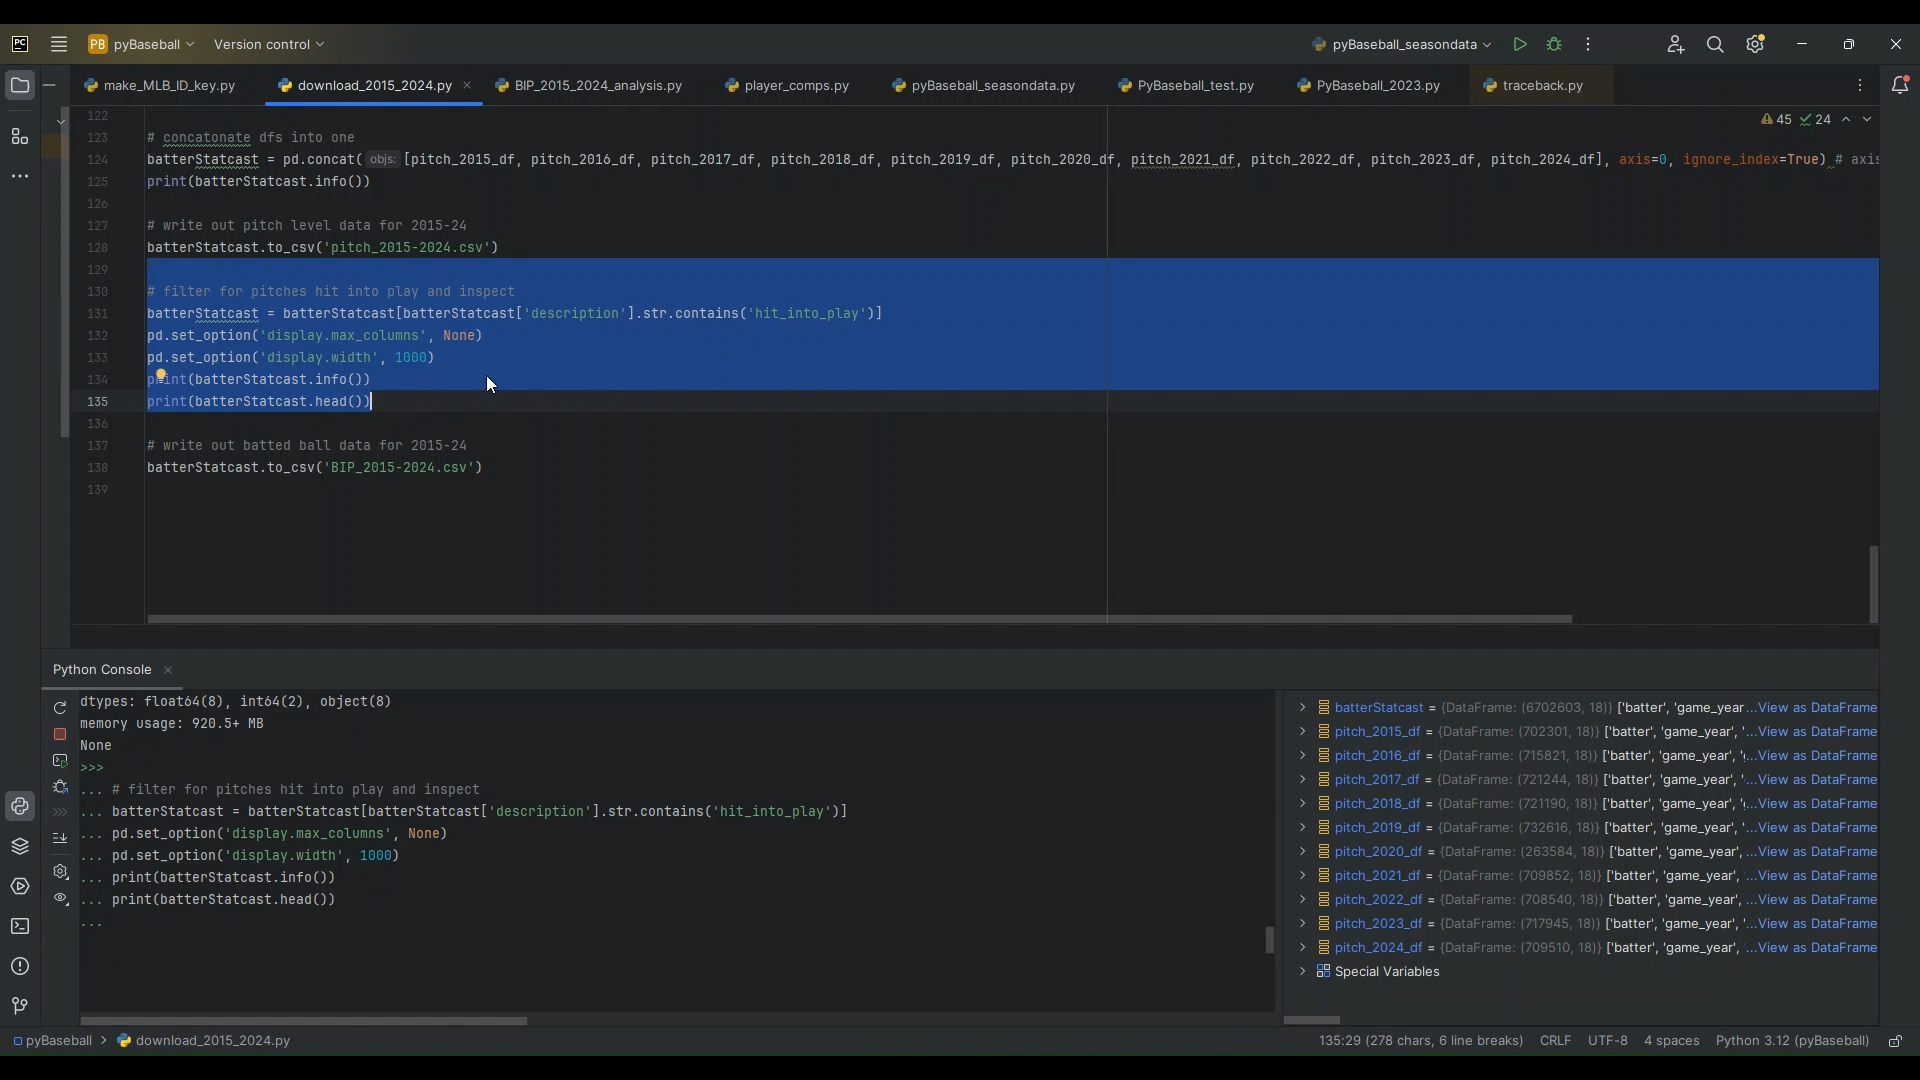 PC PB pyBaseball Version control pyBaseball_seasondata
make_MLB_ID_key.py download_2015_2024.py BIP_2015_2024_analysis.py player_comps.py pyBaseball_seasondata.py PyBaseball_test.py PyBaseball_2023.py traceback.py
122 45 24
123 # concatonate dfs into one
124 batterStatcast = pd.concat( objs: [pitch_2015_df, pitch_2016_df, pitch_2017_df, pitch_2018_df, pitch_2019_df, pitch_2020_df, pitch_2021_df, pitch_2022_df, pitch_2023_df, pitch_2024_df], axis=0, ignore_index=True) # axis
125 print(batterStatcast.info())
126
127 # write out pitch level data for 2015-24
128 batterStatcast.to_csv('pitch_2015-2024.csv')
129
130 # filter for pitches hit into play and inspect
131 batterStatcast = batterStatcast[batterStatcast['description'].str.contains('hit_into_play')]
132 pd.set_option('display.max_columns', None)
133 pd.set_option('display.width', 1000)
134 print(batterStatcast.info())
135 print(batterStatcast.head())
136
137 # write out batted ball data for 2015-24
138 batterStatcast.to_csv('BIP_2015-2024.csv')
139
Python Console
dtypes: float64(8), int64(2), object(8)
memory usage: 920.5+ MB
None
>>>
... # filter for pitches hit into play and inspect
... batterStatcast = batterStatcast[batterStatcast['description'].str.contains('hit_into_play')]
... pd.set_option('display.max_columns', None)
... pd.set_option('display.width', 1000)
... print(batterStatcast.info())
... print(batterStatcast.head())
...
batterStatcast = {DataFrame: (6702603, 18)} ['batter', 'game_year ...View as DataFrame
pitch_2015_df = {DataFrame: (702301, 18)} ['batter', 'game_year', '...View as DataFrame
pitch_2016_df = {DataFrame: (715821, 18)} ['batter', 'game_year', '...View as DataFrame
pitch_2017_df = {DataFrame: (721244, 18)} ['batter', 'game_year', '...View as DataFrame
pitch_2018_df = {DataFrame: (721190, 18)} ['batter', 'game_year', '...View as DataFrame
pitch_2019_df = {DataFrame: (732616, 18)} ['batter', 'game_year', '...View as DataFrame
pitch_2020_df = {DataFrame: (263584, 18)} ['batter', 'game_year', ...View as DataFrame
pitch_2021_df = {DataFrame: (709852, 18)} ['batter', 'game_year', ...View as DataFrame
pitch_2022_df = {DataFrame: (708540, 18)} ['batter', 'game_year', ...View as DataFrame
pitch_2023_df = {DataFrame: (717945, 18)} ['batter', 'game_year', '...View as DataFrame
pitch_2024_df = {DataFrame: (709510, 18)} ['batter', 'game_year', ...View as DataFrame
Special Variables
pyBaseball > download_2015_2024.py 135:29 (278 chars, 6 line breaks) CRLF UTF-8 4 spaces Python 3.12 (pyBaseball)